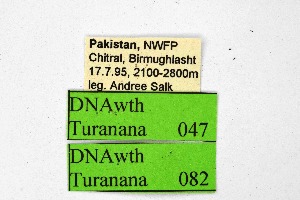 Pakistan, NWFP
Chitral, Birmughlasht
17.7.95, 2100-2800m
leg. Andree Salk
DNAwth
Turanana 047
DNAwth
Turanana 082